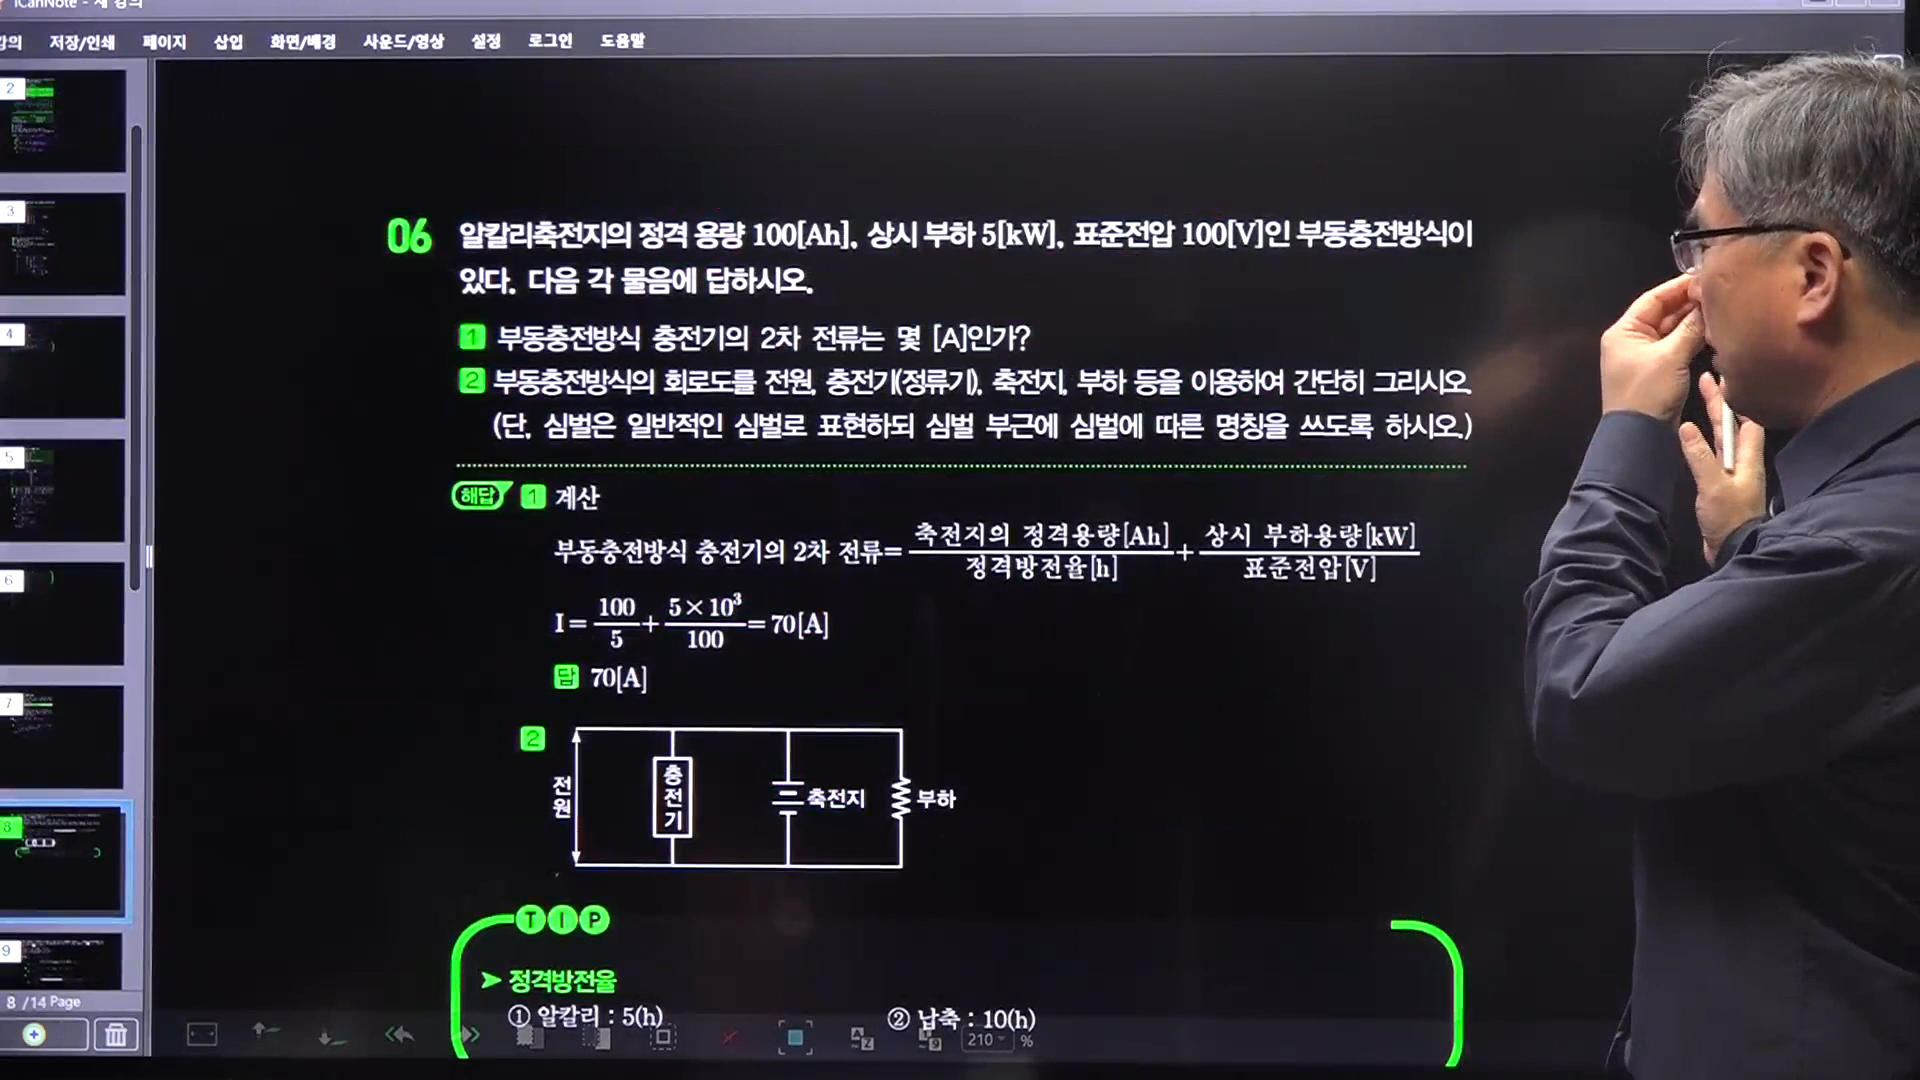 iCanNote - 새 강의
강의 저장/인쇄 페이지 삽입 화면/배경 사운드/영상 설정 로그인 도움말
2
3
4
5
6
7
8
9
8 /14 Page
06 알칼리축전지의 정격 용량 100[Ah], 상시 부하 5[kW], 표준전압 100[V]인 부동충전방식이
있다. 다음 각 물음에 답하시오.
1 부동충전방식 충전기의 2차 전류는 몇 [A]인가?
2 부동충전방식의 회로도를 전원, 충전기(정류기), 축전지, 부하 등을 이용하여 간단히 그리시오.
(단, 심벌은 일반적인 심벌로 표현하되 심벌 부근에 심벌에 따른 명칭을 쓰도록 하시오.)
해답 1 계산
부동충전방식 충전기의 2차 전류= 축전지의 정격용량[Ah] / 정격방전율[h] + 상시 부하용량[kW] / 표준전압[V]
I = 100/5 + 5×10³/100 = 70[A]
답 70[A]
2
전원
충전기
축전지
부하
TIP
➤ 정격방전율
① 알칼리 : 5(h) ② 납축 : 10(h)
210 %